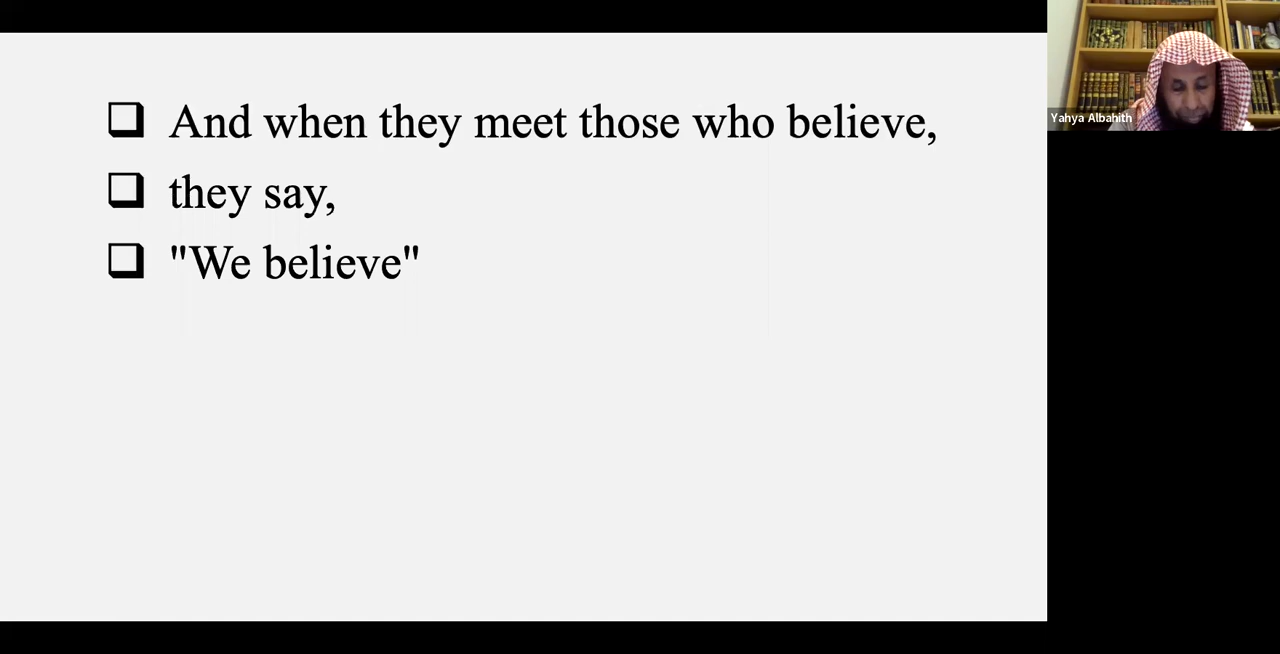 And when they meet those who believe,
they say,
"We believe"
Yahya Albahith